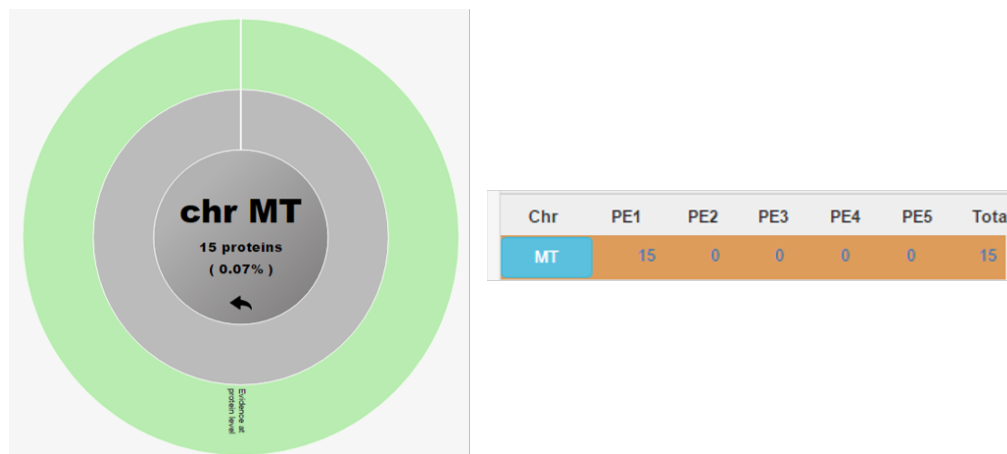 chr MT
15 proteins
( 0.07% )
Evidence at
protein level
Chr PE1 PE2 PE3 PE4 PE5 Tota
MT 15 0 0 0 0 15